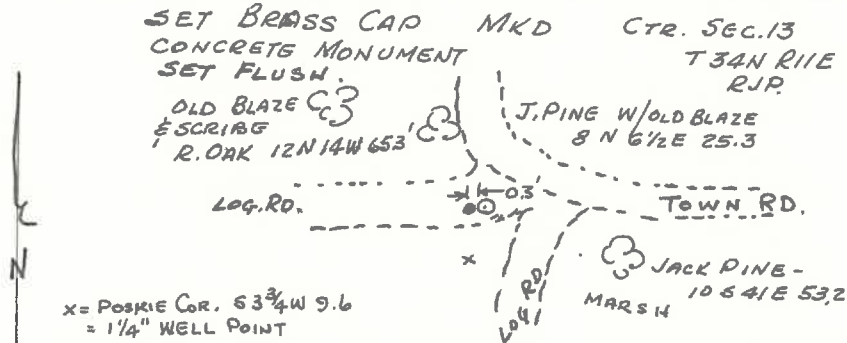 SET BRASS CAP MKD CTR. SEC.13
CONCRETE MONUMENT T 34N R11E
SET FLUSH. RJP.
OLD BLAZE
& SCRIBE
R. OAK 12N14W 65.3'
J. PINE W/OLD BLAZE
8 N 6½E 25.3
LOG. RD.
0.3'
TOWN RD.
N
X
JACK PINE-
10 S 41E 53.2
MARSH
LOG RD
X= POSKIE COR. S3¾W 9.6
= 1¼" WELL POINT